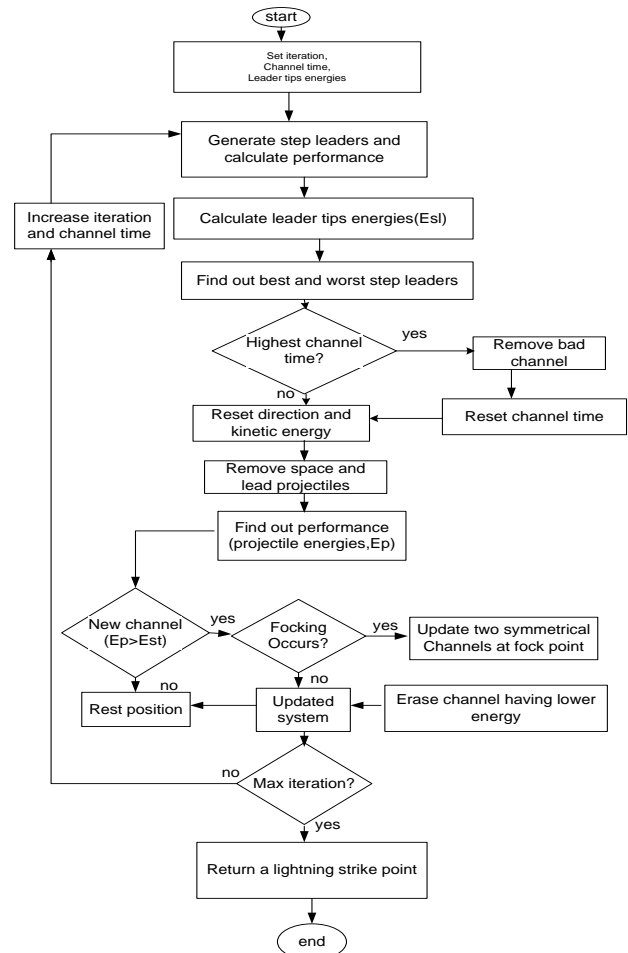 start
Set iteration,
Channel time,
Leader tips energies
Generate step leaders and
calculate performance
Increase iteration
and channel time
Calculate leader tips energies(Esl)
Find out best and worst step leaders
Highest channel
time?
yes
Remove bad
channel
no
Reset direction and
kinetic energy
Reset channel time
Remove space and
lead projectiles
Find out performance
(projectile energies,Ep)
New channel
(Ep>Est)
yes
Focking
Occurs?
yes
Update two symmetrical
Channels at fock point
no
no
Rest position
Updated
system
Erase channel having lower
energy
no
Max iteration?
yes
Return a lightning strike point
end